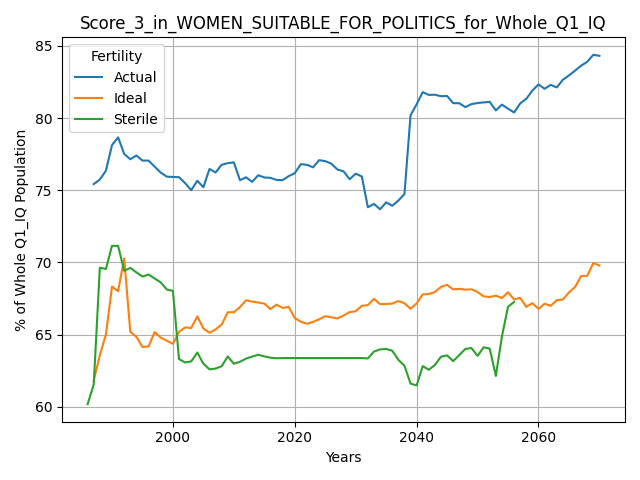 Score_3_in_WOMEN_SUITABLE_FOR_POLITICS_for_Whole_Q1_IQ
Fertility
Actual
Ideal
Sterile
% of Whole Q1_IQ Population
85
80
75
70
65
60
2000 2020 2040 2060
Years